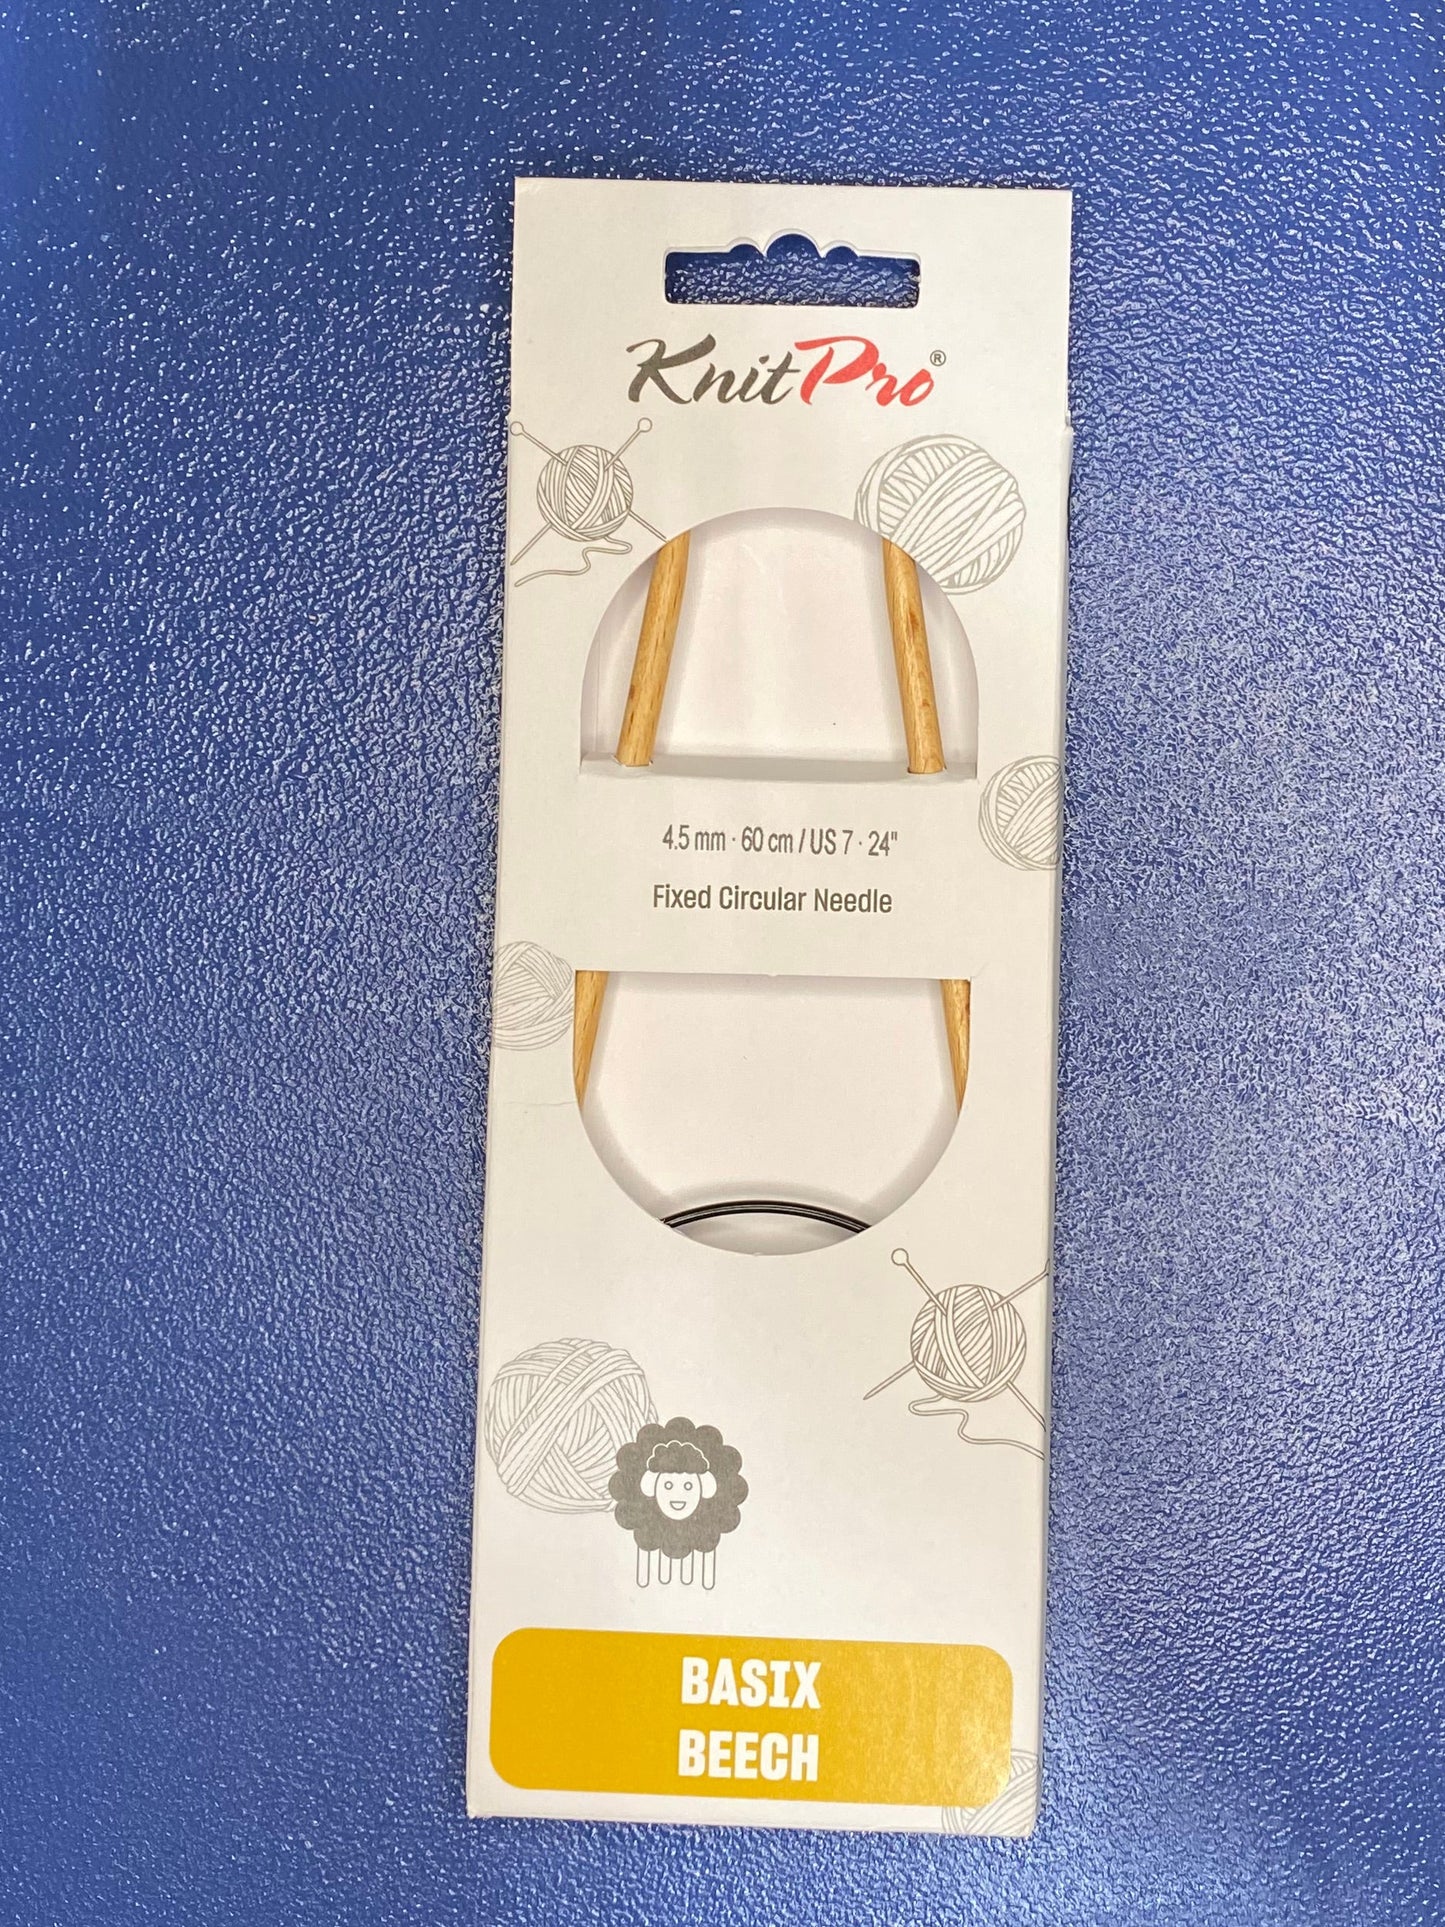 KnitPro®
4.5 mm · 60 cm / US 7 · 24"
Fixed Circular Needle
BASIX
BEECH